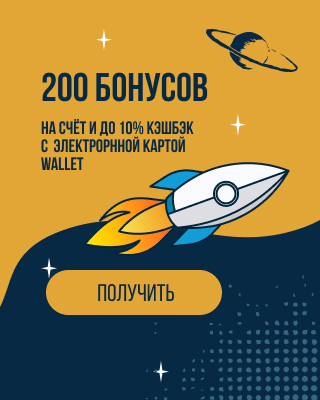 200 БОНУСОВ
НА СЧЁТ И ДО 10% КЭШБЭК
С ЭЛЕКТРОРННОЙ КАРТОЙ
WALLET
ПОЛУЧИТЬ